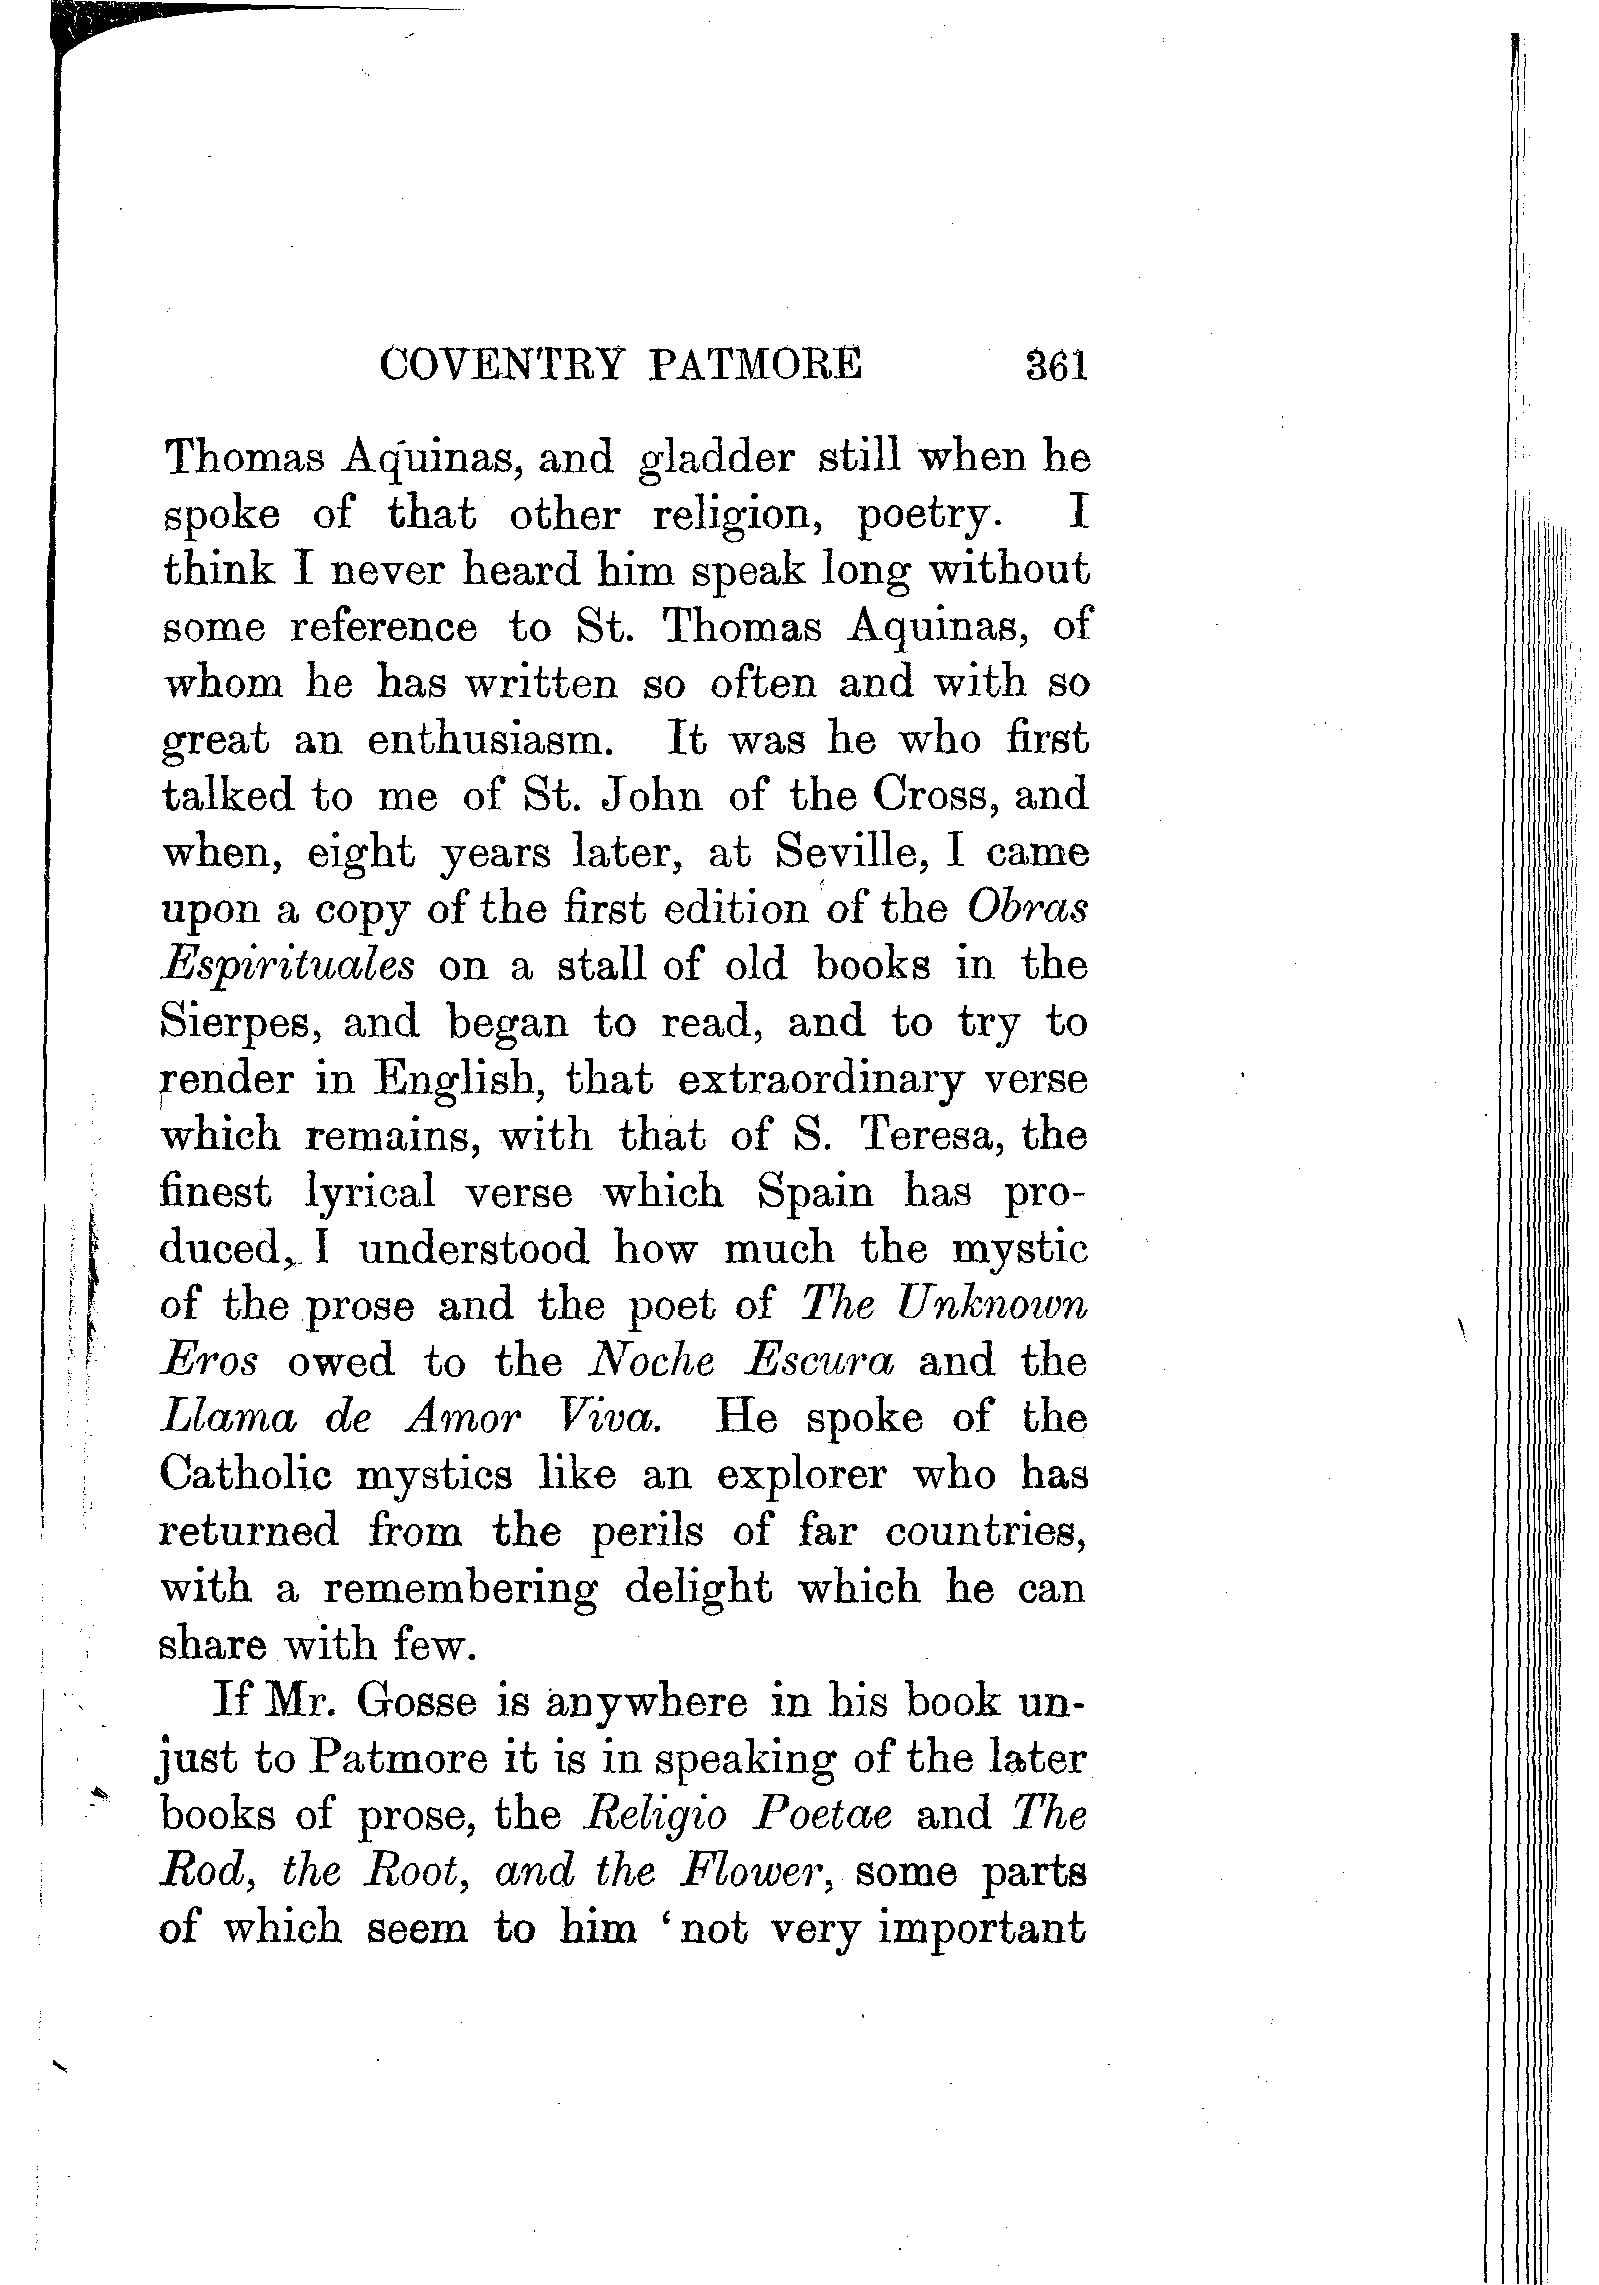 COVENTRY PATMORE 361
Thomas Aquinas, and gladder still when he
spoke of that other religion, poetry. I
think I never heard him speak long without
some reference to St. Thomas Aquinas, of
whom he has written so often and with so
great an enthusiasm. It was he who first
talked to me of St. John of the Cross, and
when, eight years later, at Seville, I came
upon a copy of the first edition of the Obras
Espirituales on a stall of old books in the
Sierpes, and began to read, and to try to
render in English, that extraordinary verse
which remains, with that of S. Teresa, the
finest lyrical verse which Spain has pro-
duced, I understood how much the mystic
of the prose and the poet of The Unknown
Eros owed to the Noche Escura and the
Llama de Amor Viva. He spoke of the
Catholic mystics like an explorer who has
returned from the perils of far countries,
with a remembering delight which he can
share with few.
If Mr. Gosse is anywhere in his book un-
just to Patmore it is in speaking of the later
books of prose, the Religio Poetae and The
Rod, the Root, and the Flower, some parts
of which seem to him ‘not very important